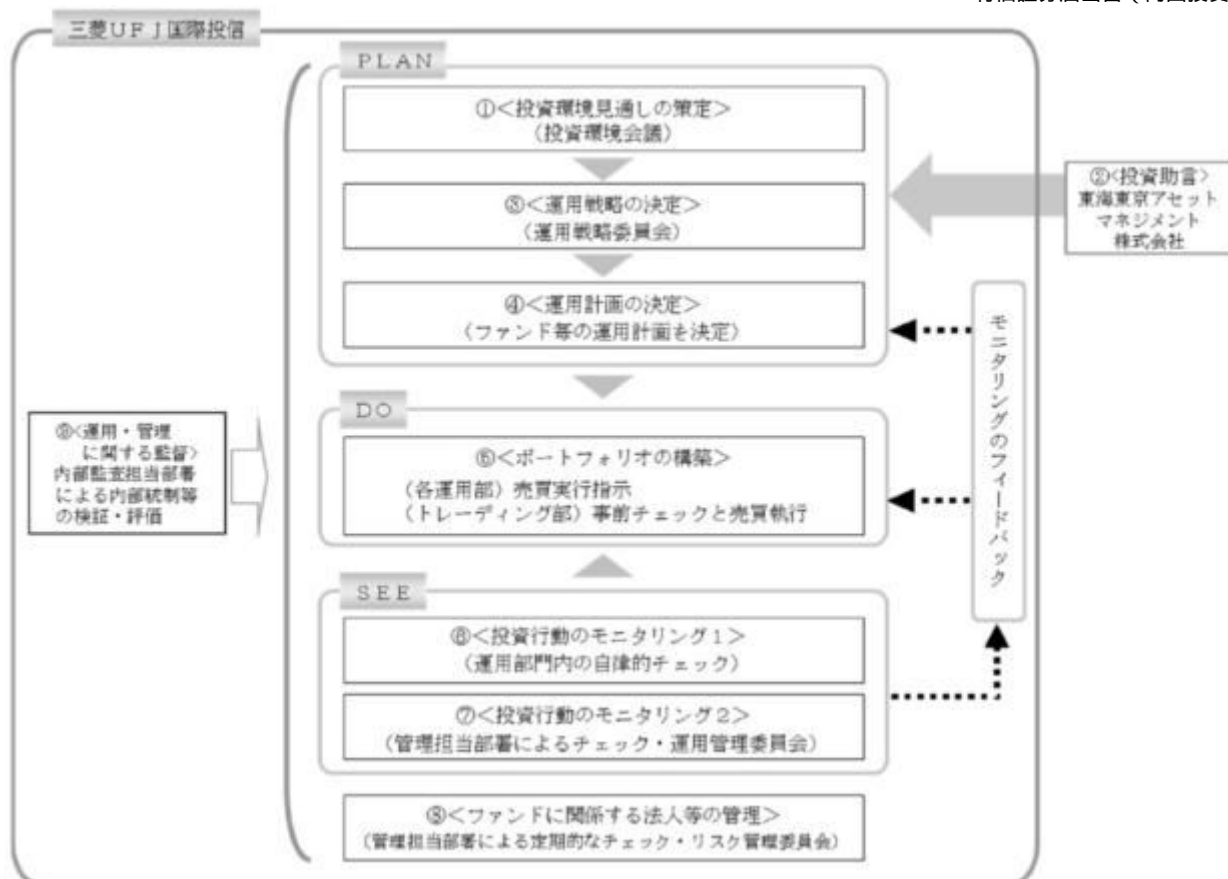 三菱ＵＦＪ国際投信
ＰＬＡＮ
①＜投資環境見通しの策定＞
（投資環境会議）
②＜投資助言＞
東海東京アセット
マネジメント
株式会社
③＜運用戦略の決定＞
（運用戦略委員会）
④＜運用計画の決定＞
（ファンド毎の運用計画を決定）
モニタリングのフィードバック
ＤＯ
⑤＜ポートフォリオの構築＞
（各運用部）売買実行指示
（トレーディング部）事前チェックと売買執行
⑨＜運用・管理
に関する監督＞
内部監査担当部署
による内部統制等
の検証・評価
ＳＥＥ
⑥＜投資行動のモニタリング１＞
（運用部門内の自律的チェック）
⑦＜投資行動のモニタリング２＞
（管理担当部署によるチェック・運用管理委員会）
⑧＜ファンドに関係する法人等の管理＞
（管理担当部署による定期的なチェック・リスク管理委員会）